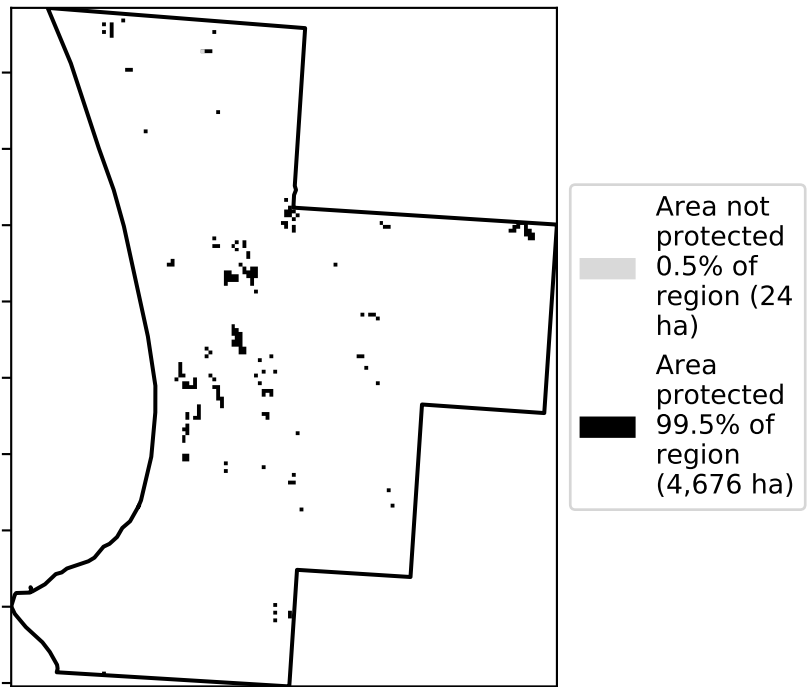 Area not
protected
0.5% of
region (24
ha)
Area
protected
99.5% of
region
(4,676 ha)